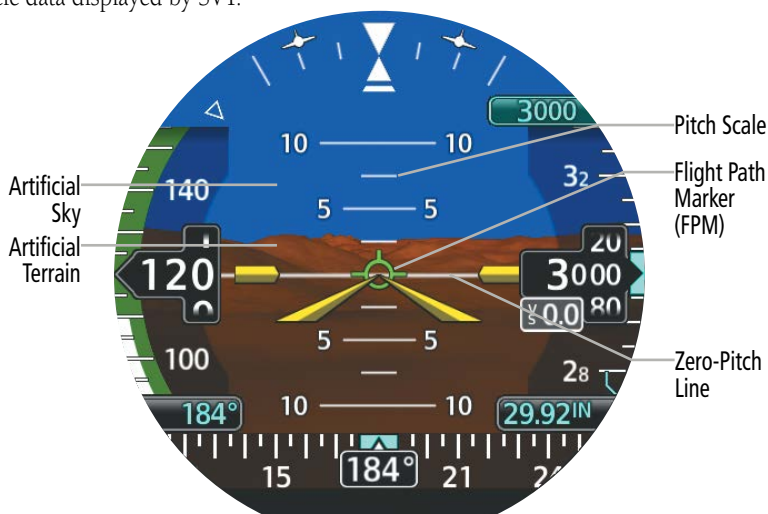 cle data displayed by SVT.
3000
10 10
Pitch Scale
Artificial
Sky
140
32
Flight Path
Marker
(FPM)
5 5
Artificial
Terrain
120
20
3000
80
VS 0.0
5 5
100
28
Zero-Pitch
Line
184°
10 10
29.92IN
15
184°
21